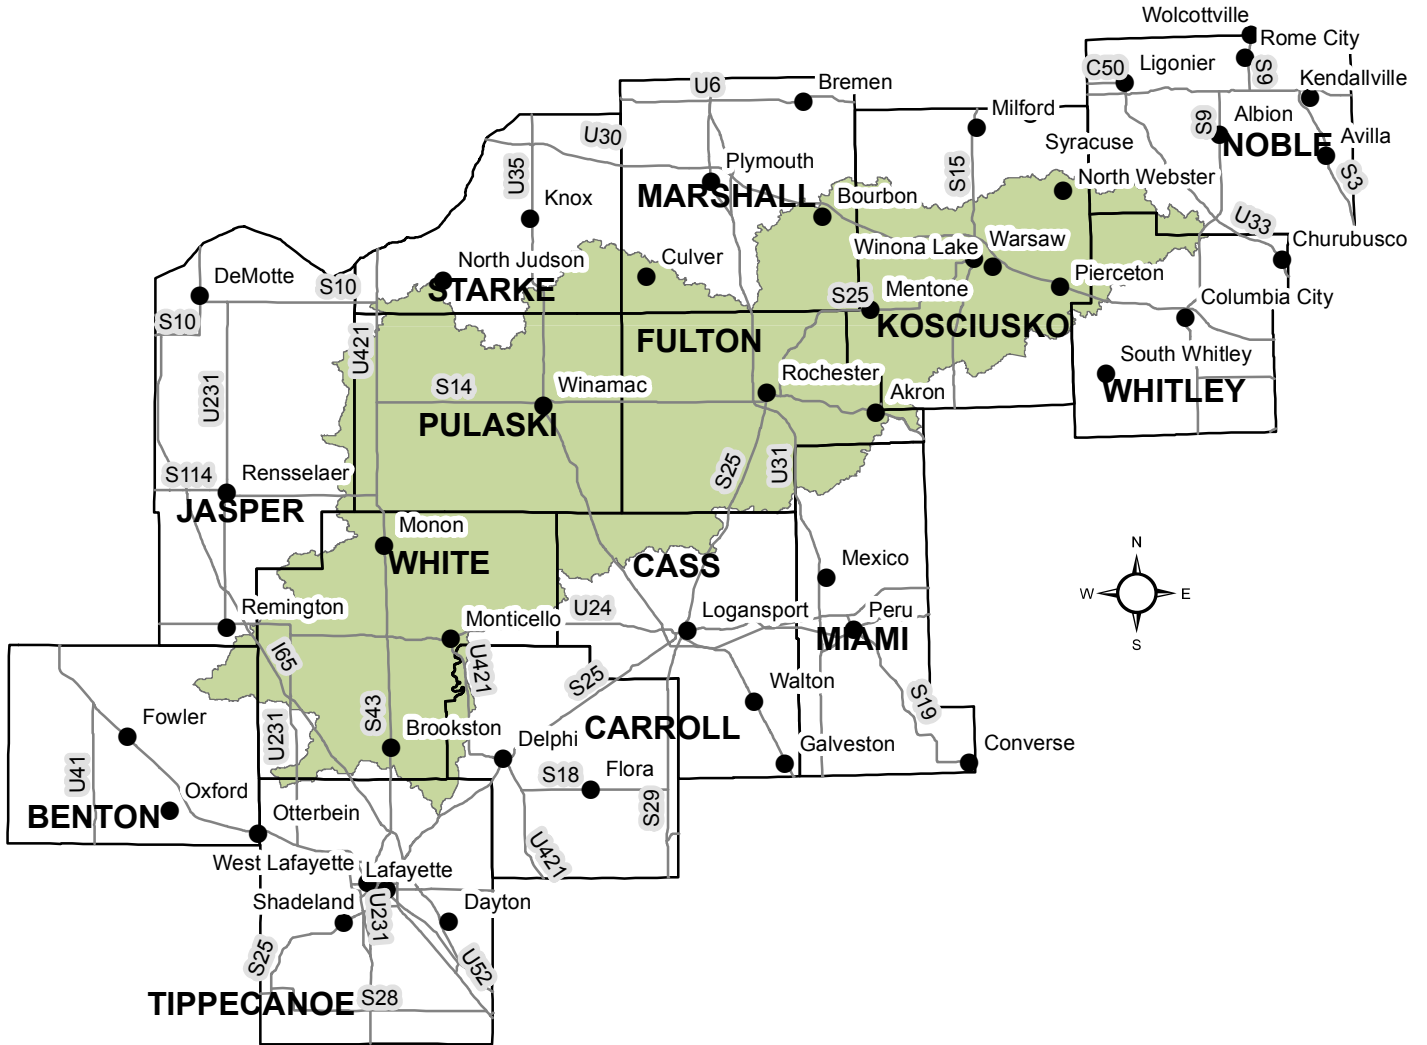 Wolcottville
Rome City
C50
Ligonier
S9
Kendallville
U6
Bremen
Milford
S9
Albion
NOBLE
Avilla
U30
Syracuse
S15
S3
U35
Plymouth
MARSHALL
North Webster
Knox
Bourbon
U33
Churubusco
Winona Lake
Warsaw
North Judson
Culver
Pierceton
DeMotte
S10
STARKE
S25
Mentone
Columbia City
S10
U421
FULTON
KOSCIUSKO
South Whitley
WHITLEY
U231
S14
Winamac
Rochester
Akron
PULASKI
S114
Rensselaer
S25
U31
JASPER
Monon
WHITE
CASS
Mexico
N
W
E
S
Remington
Monticello
U24
Logansport
Peru
MIAMI
I65
U421
S25
Walton
S19
Fowler
U231
S43
Brookston
Delphi
CARROLL
Galveston
Converse
U41
S18
Flora
Oxford
BENTON
Otterbein
S29
U421
West Lafayette
Lafayette
Shadeland
U231
Dayton
S25
U52
TIPPECANOE
S28